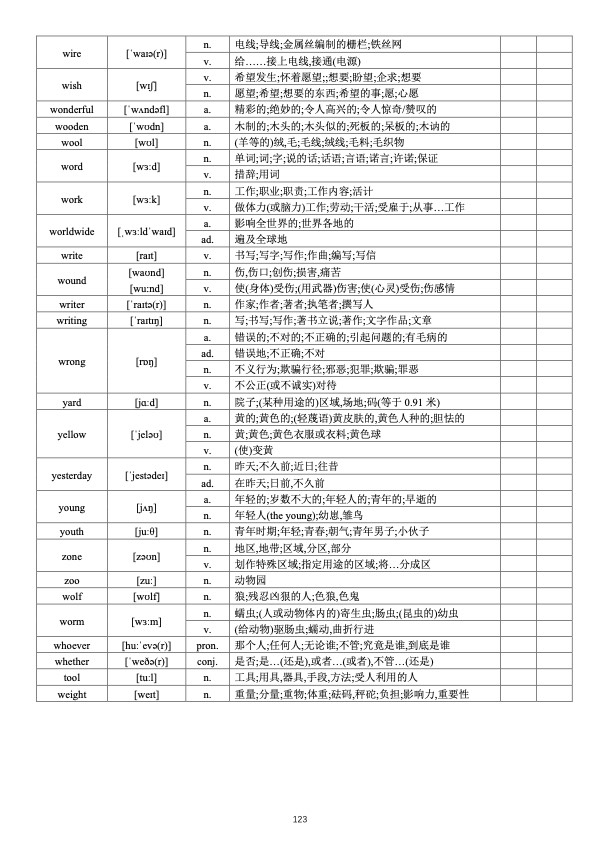 wire [ˈwaɪə(r)] n. 电线;导线;金属丝编制的栅栏;铁丝网
v. 给……接上电线,接通(电源)
wish [wɪʃ] v. 希望发生;怀着愿望;;想要;盼望;企求;想要
n. 愿望;希望;想要的东西;希望的事;愿;心愿
wonderful [ˈwʌndəfl] a. 精彩的;绝妙的;令人高兴的;令人惊奇/赞叹的
wooden [ˈwʊdn] a. 木制的;木头的;木头似的;死板的;呆板的;木讷的
wool [wʊl] n. (羊等的)绒,毛;毛线;绒线;毛料;毛织物
word [wɜːd] n. 单词;词;字;说的话;话语;言语;诺言;许诺;保证
v. 措辞;用词
work [wɜːk] n. 工作;职业;职责;工作内容;活计
v. 做体力(或脑力)工作;劳动;干活;受雇于;从事…工作
worldwide [ˌwɜːldˈwaɪd] a. 影响全世界的;世界各地的
ad. 遍及全球地
write [raɪt] v. 书写;写字;写作;作曲;编写;写信
wound [waʊnd] n. 伤,伤口;创伤;损害,痛苦
[wuːnd] v. 使(身体)受伤;(用武器)伤害;使(心灵)受伤;伤感情
writer [ˈraɪtə(r)] n. 作家;作者;著者;执笔者;撰写人
writing [ˈraɪtɪŋ] n. 写;书写;写作;著书立说;著作;文字作品;文章
wrong [rɒŋ] a. 错误的;不对的;不正确的;引起问题的;有毛病的
ad. 错误地;不正确;不对
n. 不义行为;欺骗行径;邪恶;犯罪;欺骗;罪恶
v. 不公正(或不诚实)对待
yard [jɑːd] n. 院子;(某种用途的)区域,场地;码(等于 0.91 米)
yellow [ˈjeləʊ] a. 黄的;黄色的;(轻蔑语)黄皮肤的,黄色人种的;胆怯的
n. 黄;黄色;黄色衣服或衣料;黄色球
v. (使)变黄
yesterday [ˈjestədeɪ] n. 昨天;不久前;近日;往昔
ad. 在昨天;日前,不久前
young [jʌŋ] a. 年轻的;岁数不大的;年轻人的;青年的;早逝的
n. 年轻人(the young);幼崽,雏鸟
youth [juːθ] n. 青年时期;年轻;青春;朝气;青年男子;小伙子
zone [zəʊn] n. 地区,地带;区域,分区,部分
v. 划作特殊区域;指定用途的区域;将…分成区
zoo [zuː] n. 动物园
wolf [wʊlf] n. 狼;残忍凶狠的人;色狼,色鬼
worm [wɜːm] n. 蠕虫;(人或动物体内的)寄生虫;肠虫;(昆虫的)幼虫
v. (给动物)驱肠虫;蠕动,曲折行进
whoever [huːˈevə(r)] pron. 那个人;任何人;无论谁;不管;究竟是谁,到底是谁
whether [ˈweðə(r)] conj. 是否;是…(还是),或者…(或者),不管…(还是)
tool [tuːl] n. 工具;用具,器具,手段,方法;受人利用的人
weight [weɪt] n. 重量;分量;重物;体重;砝码,秤砣;负担;影响力,重要性
123